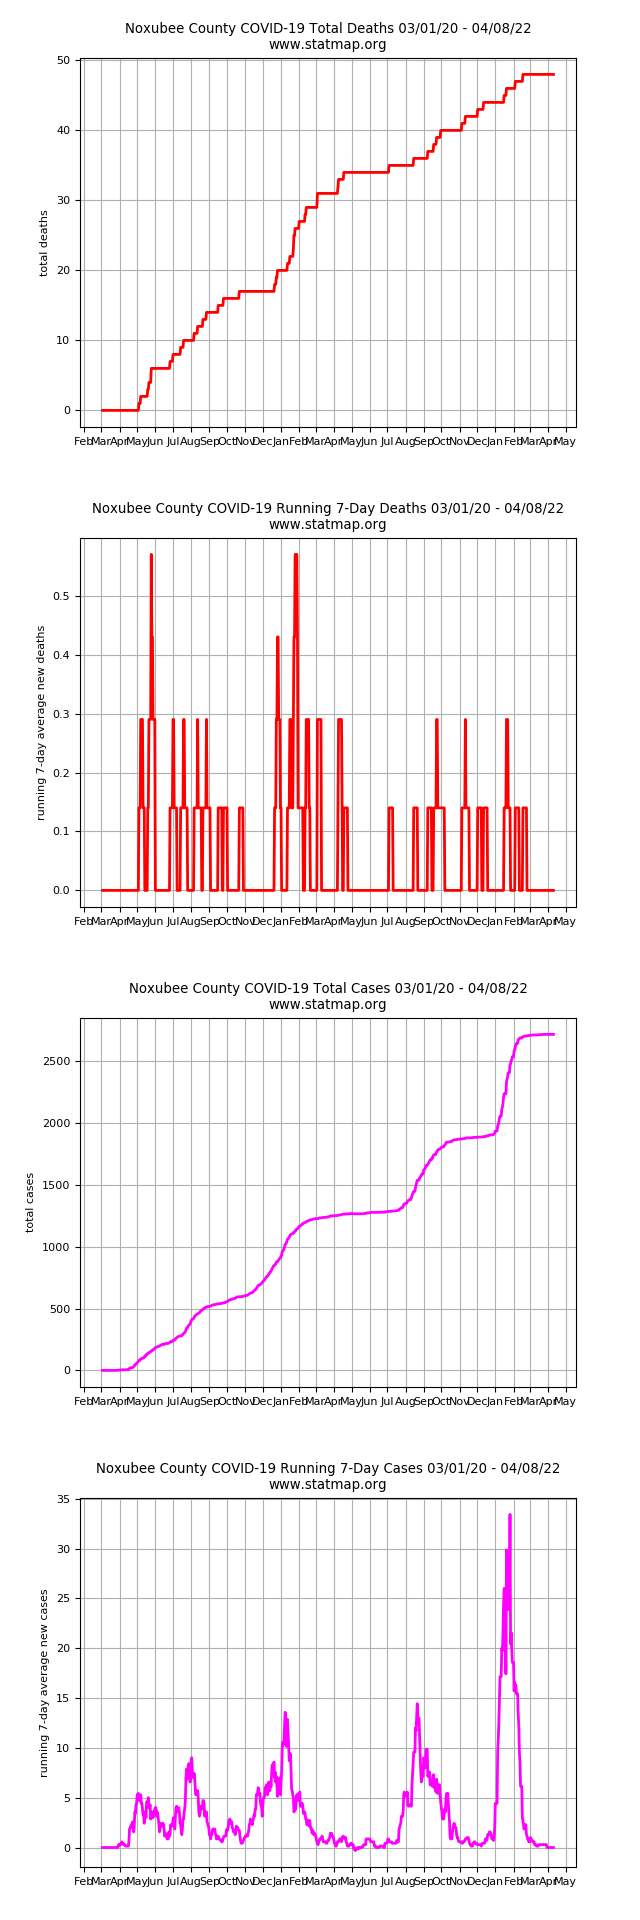 Noxubee County COVID-19 Total Deaths 03/01/20 - 04/08/22
www.statmap.org
50
40
30
20
10
0
total deaths
Feb Mar Apr May Jun Jul Aug Sep Oct Nov Dec Jan Feb Mar Apr May Jun Jul Aug Sep Oct Nov Dec Jan Feb Mar Apr May
Noxubee County COVID-19 Running 7-Day Deaths 03/01/20 - 04/08/22
www.statmap.org
0.5
0.4
0.3
0.2
0.1
0.0
running 7-day average new deaths
Feb Mar Apr May Jun Jul Aug Sep Oct Nov Dec Jan Feb Mar Apr May Jun Jul Aug Sep Oct Nov Dec Jan Feb Mar Apr May
Noxubee County COVID-19 Total Cases 03/01/20 - 04/08/22
www.statmap.org
2500
2000
1500
1000
500
0
total cases
Feb Mar Apr May Jun Jul Aug Sep Oct Nov Dec Jan Feb Mar Apr May Jun Jul Aug Sep Oct Nov Dec Jan Feb Mar Apr May
Noxubee County COVID-19 Running 7-Day Cases 03/01/20 - 04/08/22
www.statmap.org
35
30
25
20
15
10
5
0
running 7-day average new cases
Feb Mar Apr May Jun Jul Aug Sep Oct Nov Dec Jan Feb Mar Apr May Jun Jul Aug Sep Oct Nov Dec Jan Feb Mar Apr May